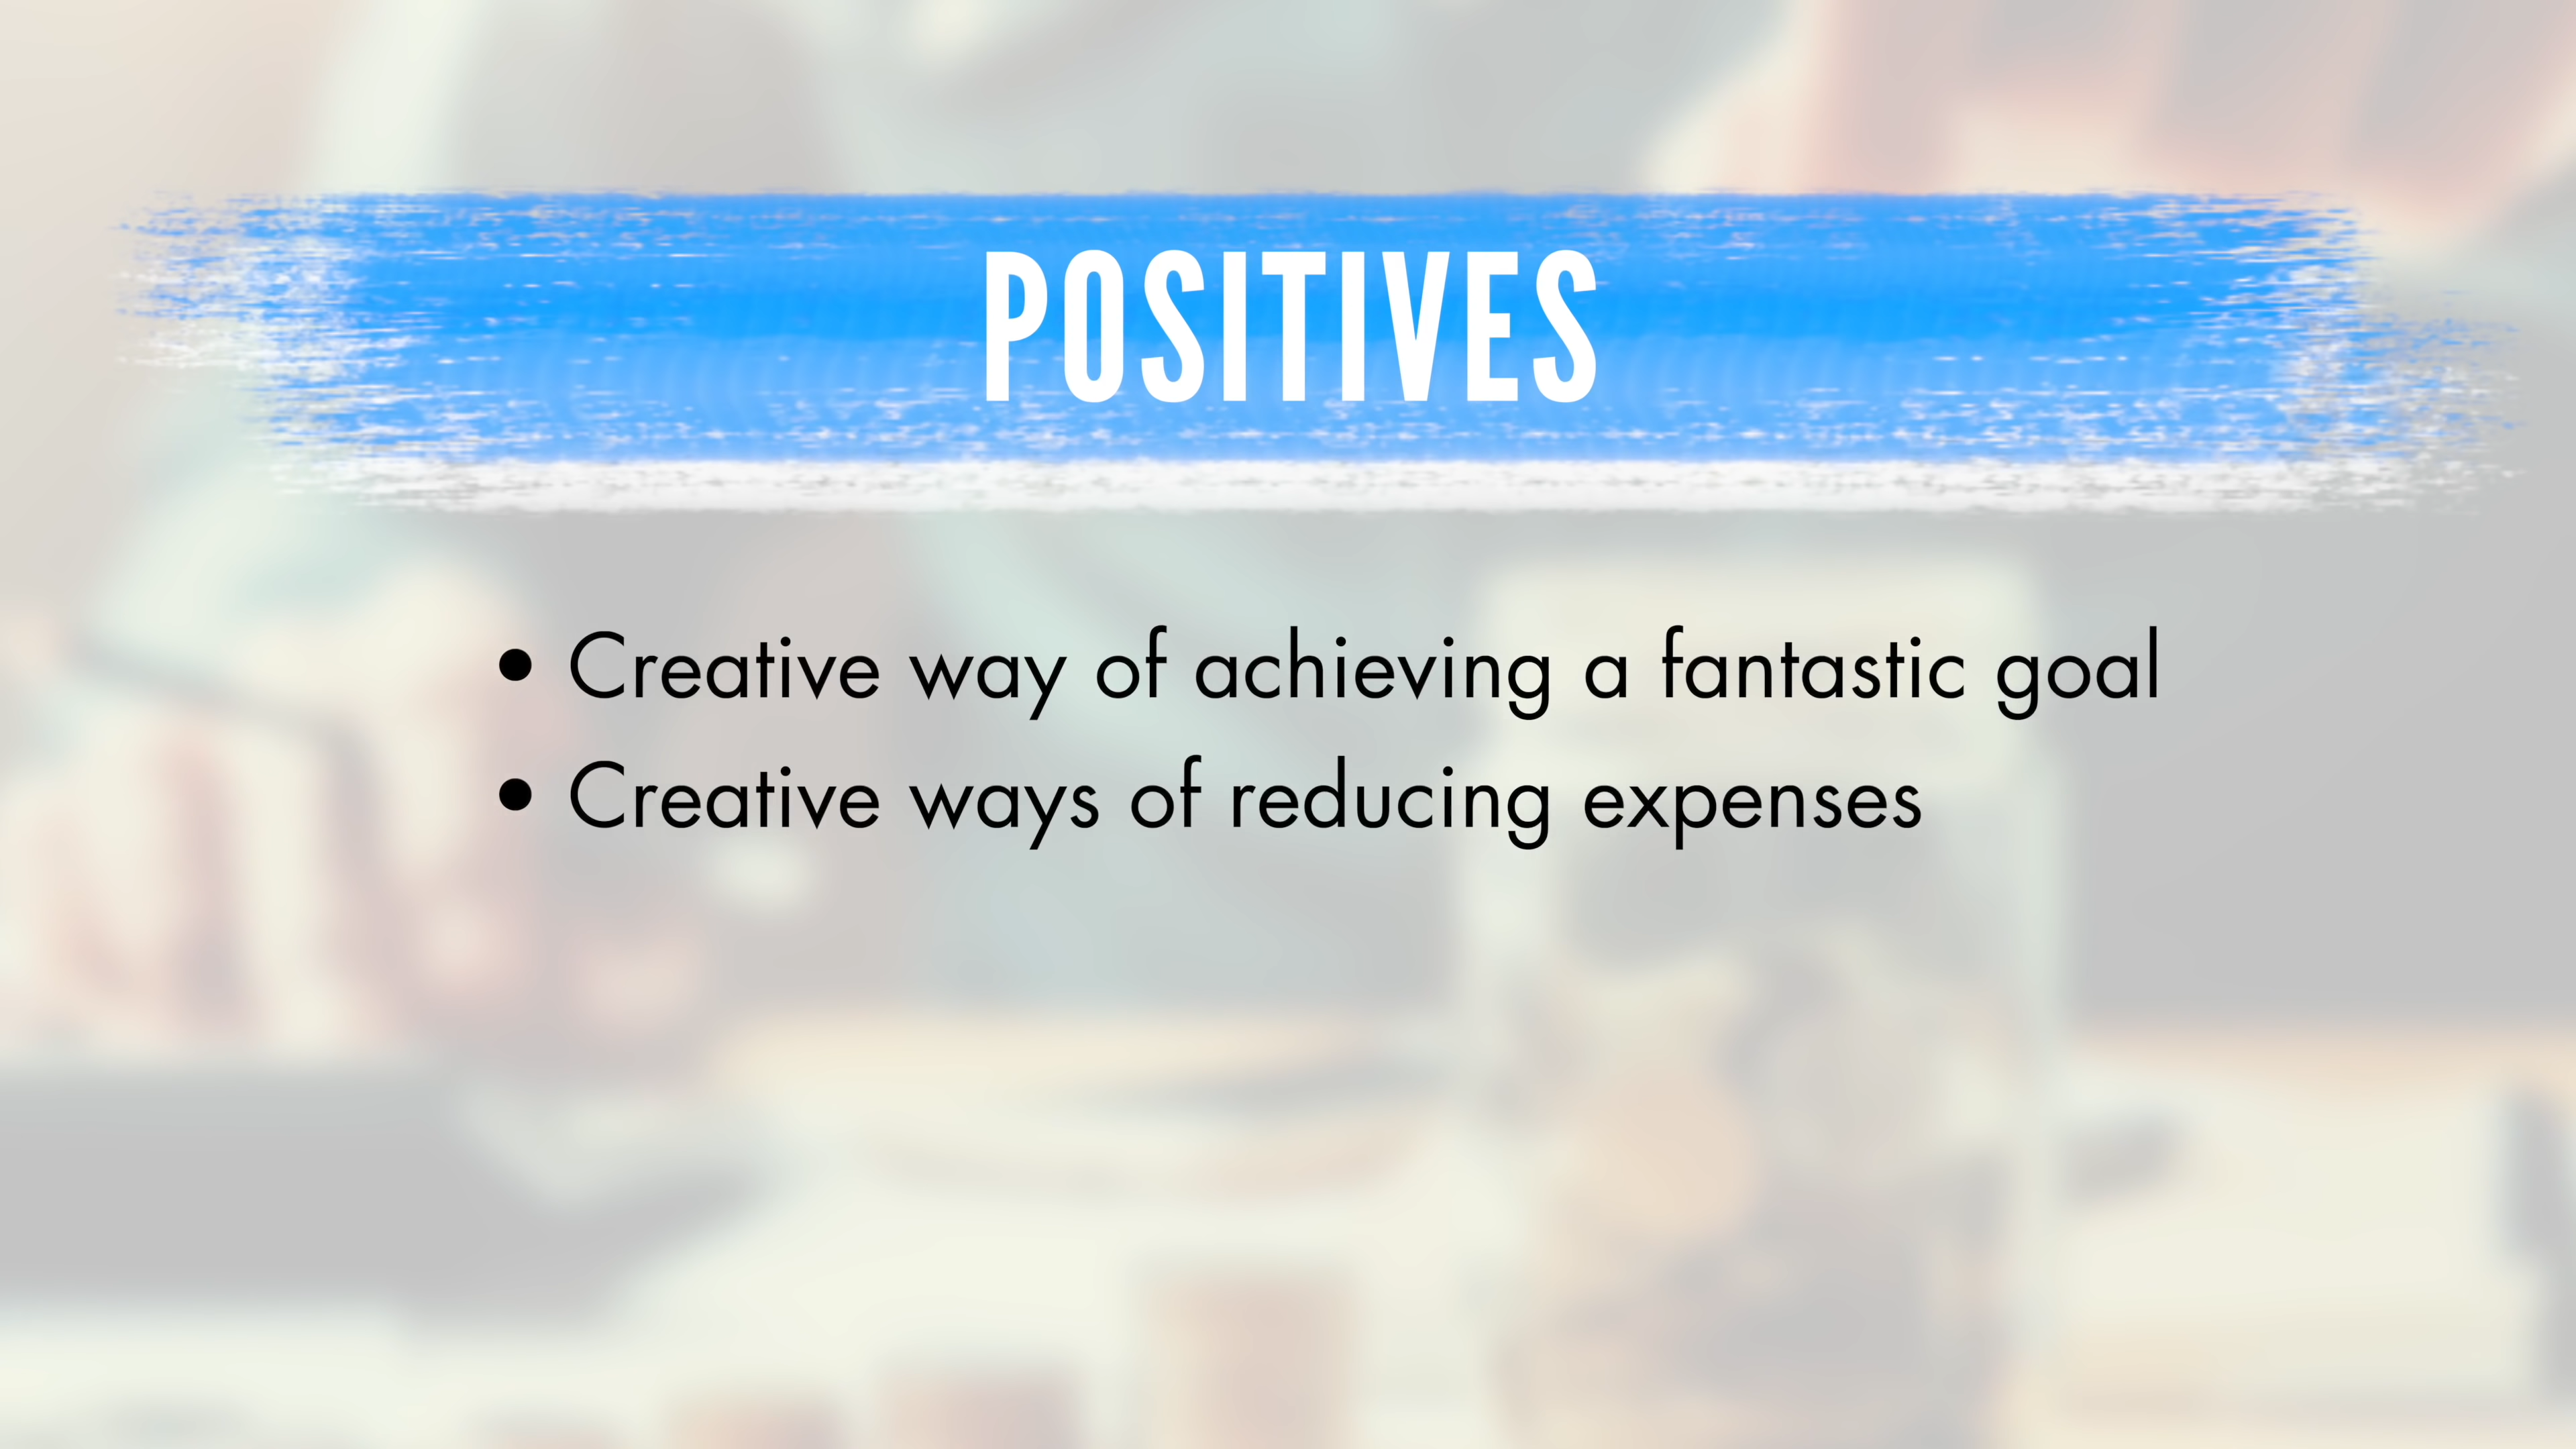 POSITIVES
• Creative way of achieving a fantastic goal
• Creative ways of reducing expenses